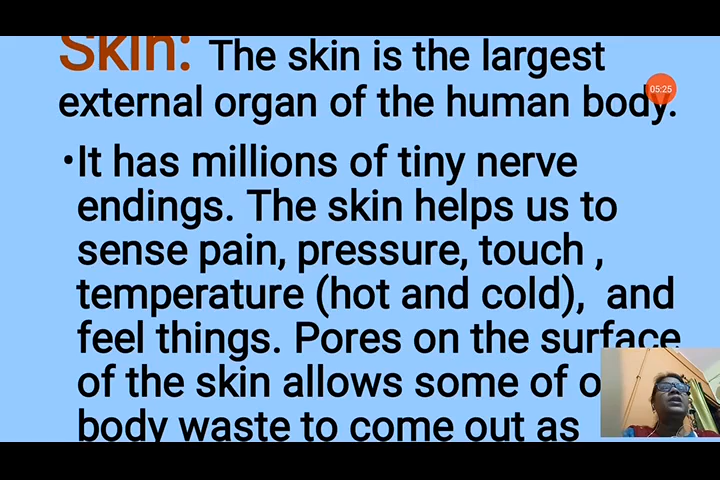 Skin: The skin is the largest
external organ of the human body.
05:25
•It has millions of tiny nerve
endings. The skin helps us to
sense pain, pressure, touch ,
temperature (hot and cold),  and
feel things. Pores on the surface
of the skin allows some of
body waste to come out as